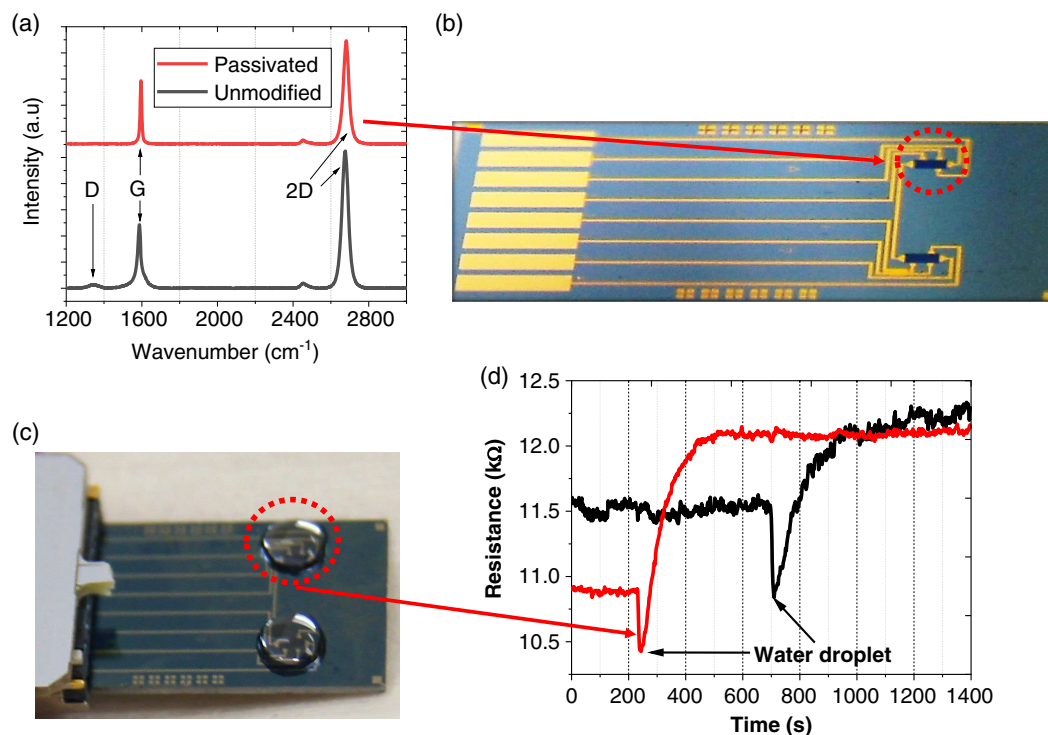 (a)
Intensity (a.u)
Passivated
Unmodified
D
G
2D
1200 1600 2000 2400 2800
Wavenumber (cm⁻¹)
(b)
(c)
(d)
Resistance (kΩ)
12.5
12.0
11.5
11.0
10.5
Water droplet
0 200 400 600 800 1000 1200 1400
Time (s)